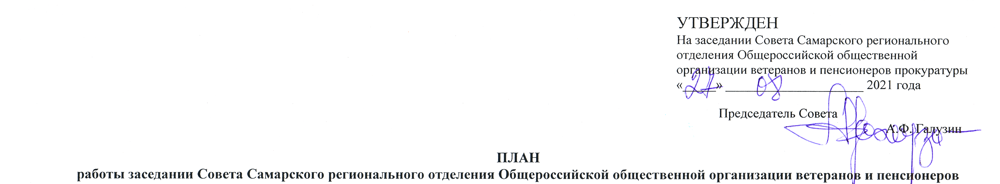 УТВЕРЖДЕН
На заседании Совета Самарского регионального
отделения Общероссийской общественной
организации ветеранов и пенсионеров прокуратуры
«27» 08 2021 года
Председатель Совета
А.Ф. Галузин
ПЛАН
работы заседании Совета Самарского регионального отделения Общероссийской общественной организации ветеранов и пенсионеров